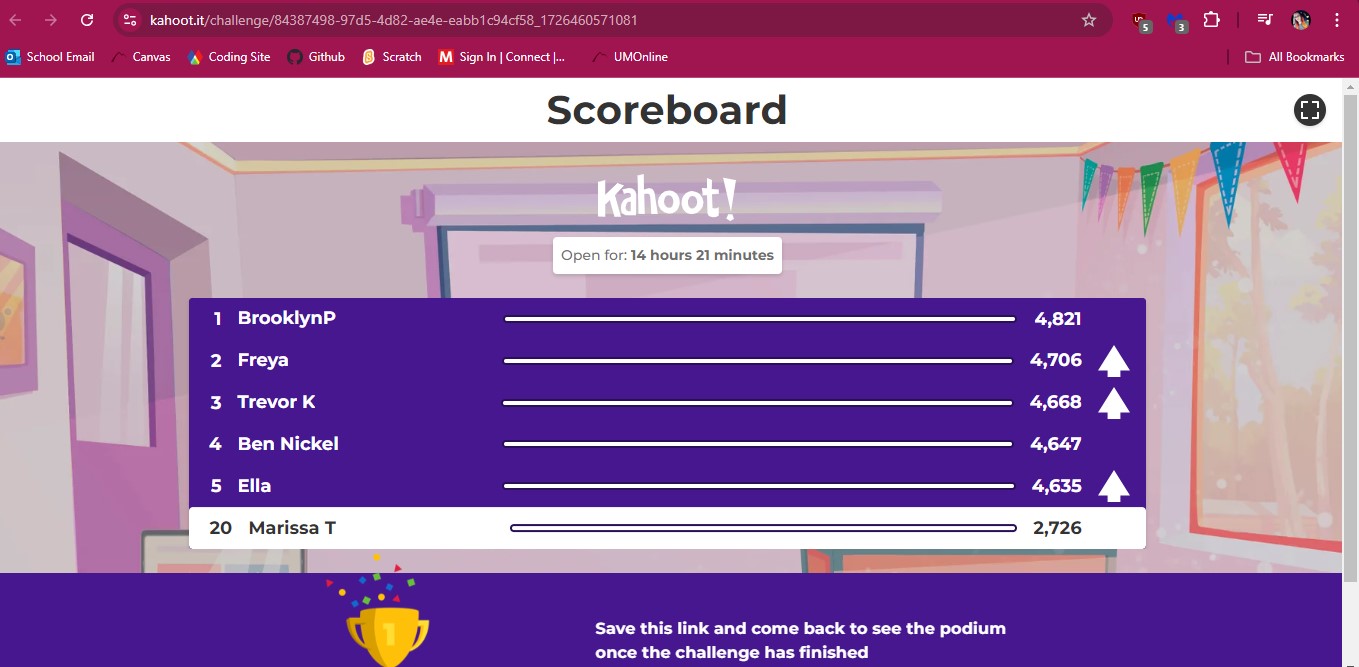 kahoot.it/challenge/84387498-97d5-4d82-ae4e-eabb1c94cf58_1726460571081
5 3
School Email Canvas Coding Site Github Scratch Sign In | Connect |... UMOnline All Bookmarks
Scoreboard
Kahoot!
Open for: 14 hours 21 minutes
1 BrooklynP 4,821
2 Freya 4,706
3 Trevor K 4,668
4 Ben Nickel 4,647
5 Ella 4,635
20 Marissa T 2,726
1
Save this link and come back to see the podium
once the challenge has finished